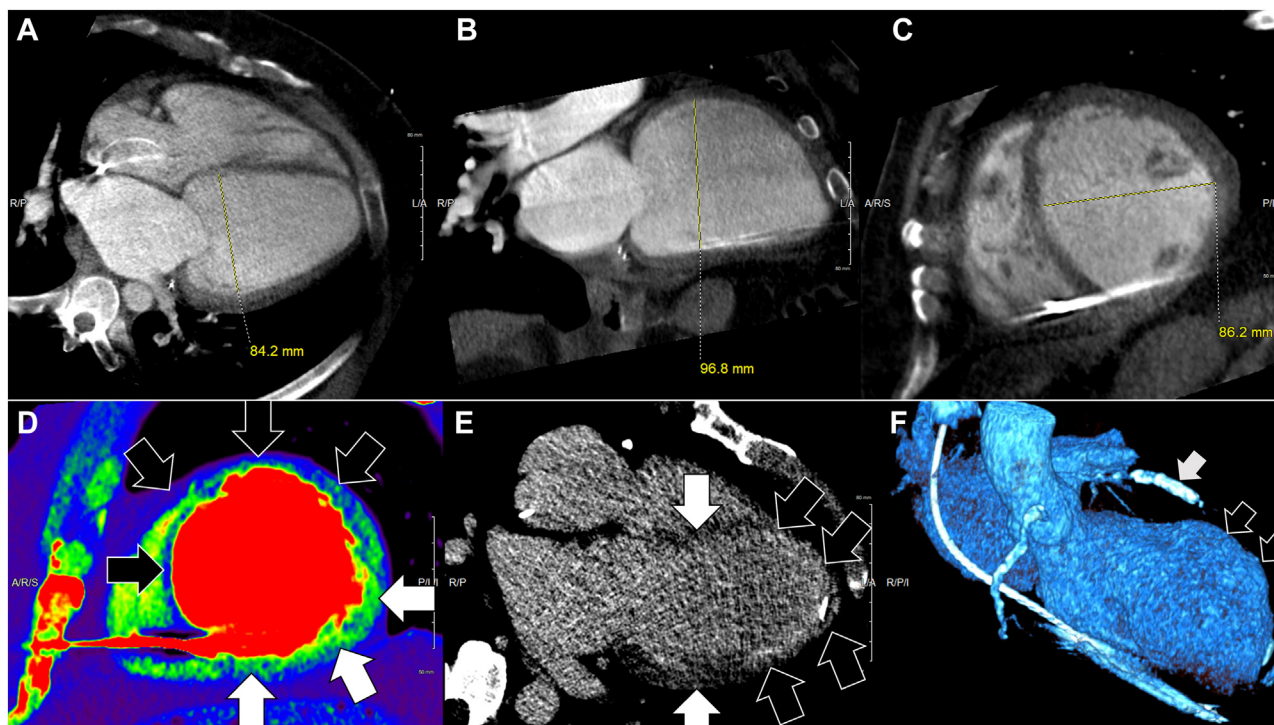 A
R/P
80 mm
L/A
84.2 mm
B
R/P
80 mm
L/A
96.8 mm
C
A/R/S
P/L
50 mm
86.2 mm
D
A/R/S
P/L/I
50 mm
E
R/P
80 mm
L/A
F
R/P/I